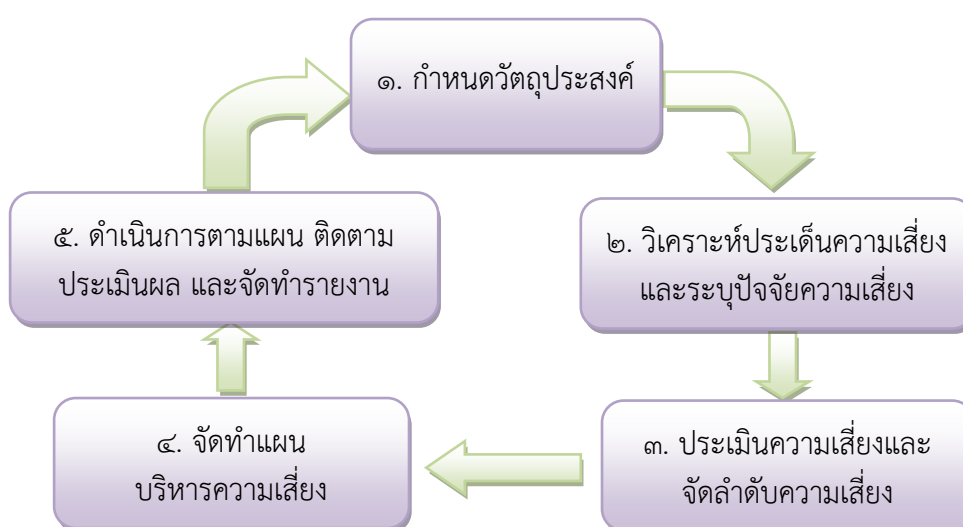 ๑. กำหนดวัตถุประสงค์
๒. วิเคราะห์ประเด็นความเสี่ยง
และระบุปัจจัยความเสี่ยง
๓. ประเมินความเสี่ยงและ
จัดลำดับความเสี่ยง
๔. จัดทำแผน
บริหารความเสี่ยง
๕. ดำเนินการตามแผน ติดตาม
ประเมินผล และจัดทำรายงาน